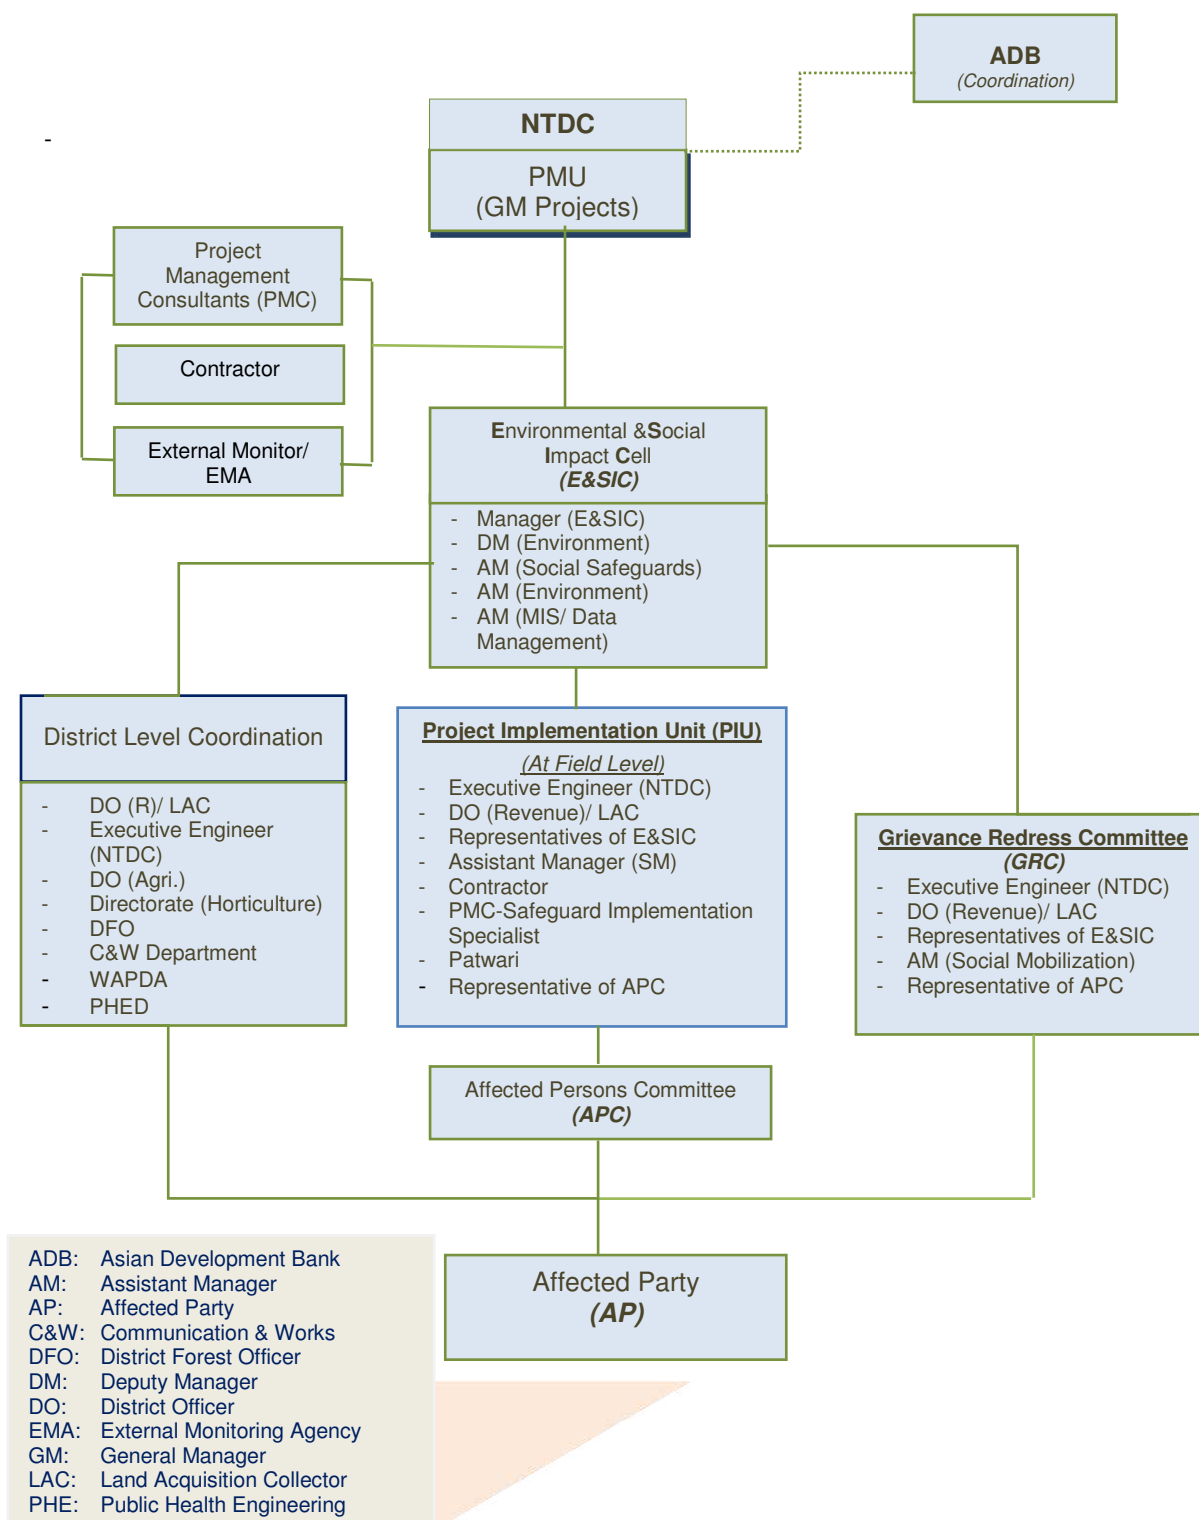 ADB
(Coordination)
NTDC
-
PMU
(GM Projects)
Project
Management
Consultants (PMC)
Contractor
External Monitor/
EMA
Environmental &Social
Impact Cell
(E&SIC)
- Manager (E&SIC)
- DM (Environment)
- AM (Social Safeguards)
- AM (Environment)
- AM (MIS/ Data
Management)
District Level Coordination
- DO (R)/ LAC
- Executive Engineer
(NTDC)
- DO (Agri.)
- Directorate (Horticulture)
- DFO
- C&W Department
- WAPDA
- PHED
Project Implementation Unit (PIU)
(At Field Level)
- Executive Engineer (NTDC)
- DO (Revenue)/ LAC
- Representatives of E&SIC
- Assistant Manager (SM)
- Contractor
- PMC-Safeguard Implementation
Specialist
- Patwari
- Representative of APC
Grievance Redress Committee
(GRC)
- Executive Engineer (NTDC)
- DO (Revenue)/ LAC
- Representatives of E&SIC
- AM (Social Mobilization)
- Representative of APC
Affected Persons Committee
(APC)
Affected Party
(AP)
ADB: Asian Development Bank
AM: Assistant Manager
AP: Affected Party
C&W: Communication & Works
DFO: District Forest Officer
DM: Deputy Manager
DO: District Officer
EMA: External Monitoring Agency
GM: General Manager
LAC: Land Acquisition Collector
PHE: Public Health Engineering